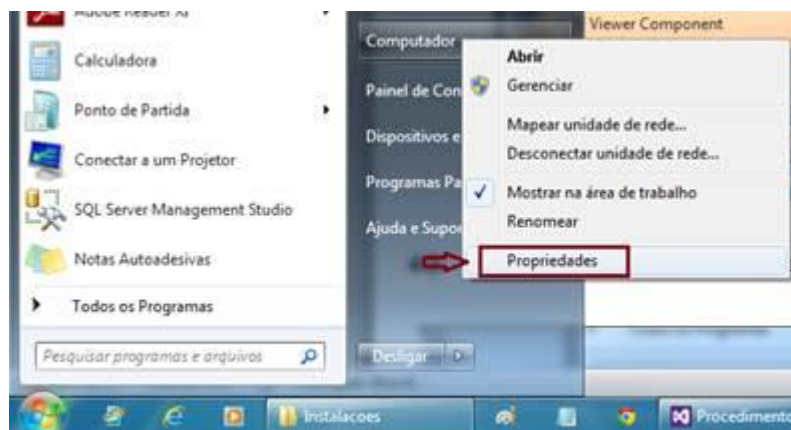 Adobe Reader XI
Calculadora
Ponto de Partida
Conectar a um Projetor
SQL Server Management Studio
Notas Autoadesivas
Todos os Programas
Pesquisar programas e arquivos
Computador
Painel de Con
Dispositivos e
Programas Pa
Ajuda e Supor
Desligar
Viewer Component
Abrir
Gerenciar
Mapear unidade de rede...
Desconectar unidade de rede...
Mostrar na área de trabalho
Renomear
Propriedades
Instalacoes
Procedimento